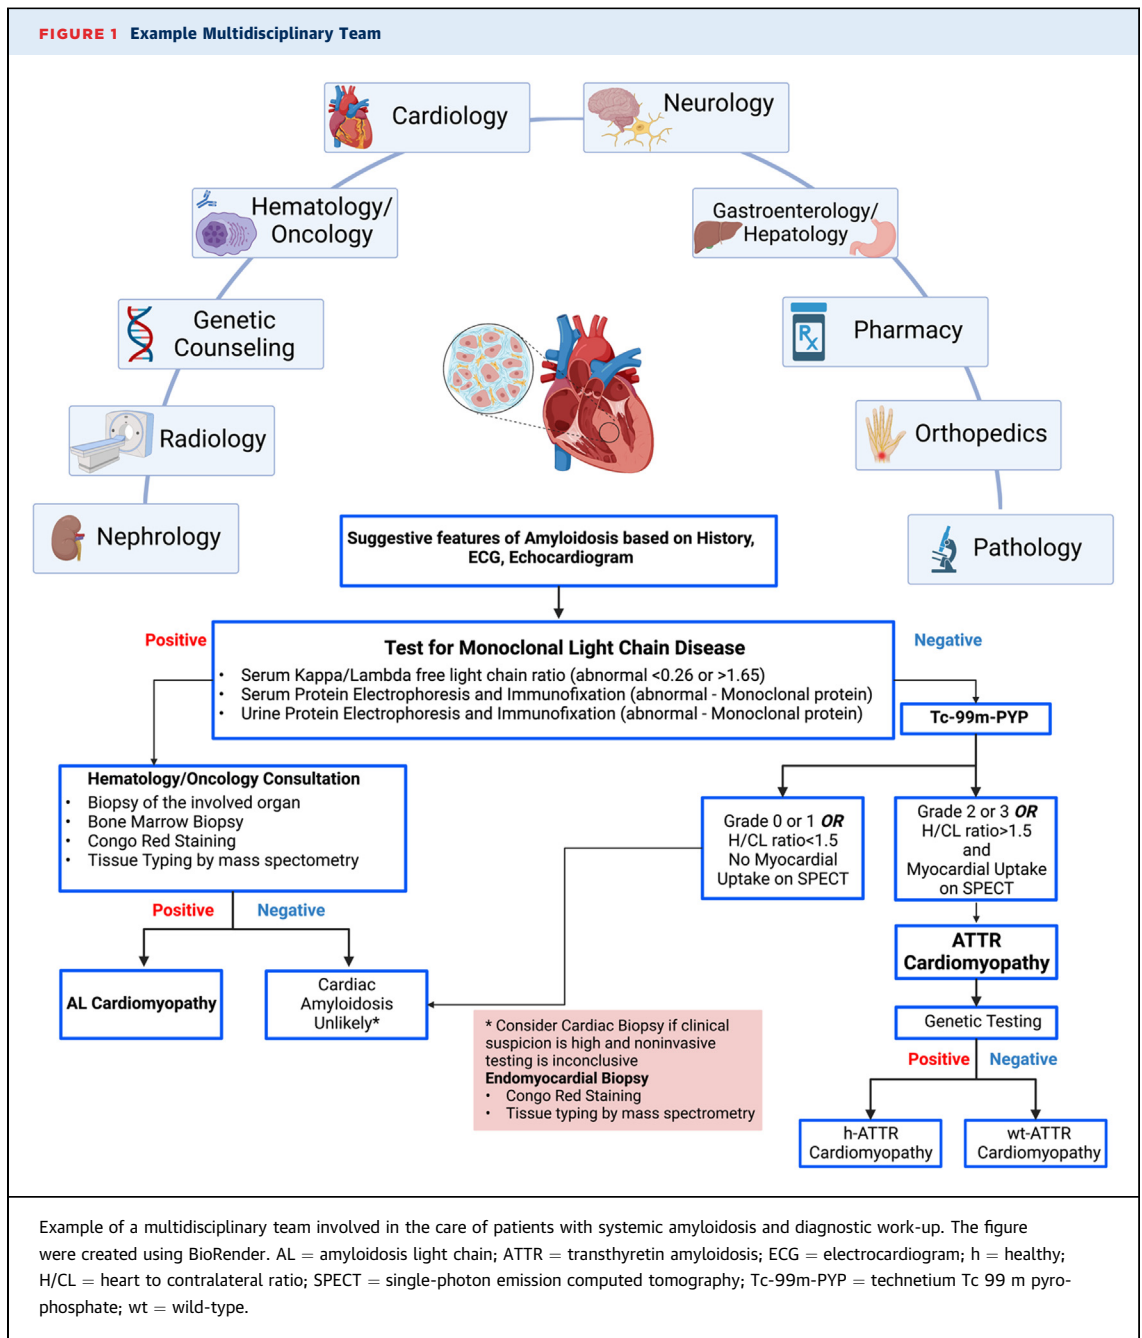 FIGURE 1 Example Multidisciplinary Team
Cardiology
Neurology
Hematology/
Oncology
Gastroenterology/
Hepatology
Genetic
Counseling
Pharmacy
Rx
Radiology
Orthopedics
Nephrology
Pathology
Suggestive features of Amyloidosis based on History,
ECG, Echocardiogram
Positive
Negative
Test for Monoclonal Light Chain Disease
• Serum Kappa/Lambda free light chain ratio (abnormal <0.26 or >1.65)
• Serum Protein Electrophoresis and Immunofixation (abnormal - Monoclonal protein)
• Urine Protein Electrophoresis and Immunofixation (abnormal - Monoclonal protein)
Tc-99m-PYP
Hematology/Oncology Consultation
• Biopsy of the involved organ
• Bone Marrow Biopsy
• Congo Red Staining
• Tissue Typing by mass spectometry
Grade 0 or 1 OR
H/CL ratio<1.5
No Myocardial
Uptake on SPECT
Grade 2 or 3 OR
H/CL ratio>1.5
and
Myocardial Uptake
on SPECT
Positive
Negative
AL Cardiomyopathy
Cardiac
Amyloidosis
Unlikely*
ATTR
Cardiomyopathy
Genetic Testing
* Consider Cardiac Biopsy if clinical
suspicion is high and noninvasive
testing is inconclusive
Endomyocardial Biopsy
• Congo Red Staining
• Tissue typing by mass spectrometry
Positive
Negative
h-ATTR
Cardiomyopathy
wt-ATTR
Cardiomyopathy
Example of a multidisciplinary team involved in the care of patients with systemic amyloidosis and diagnostic work-up. The figure
were created using BioRender. AL = amyloidosis light chain; ATTR = transthyretin amyloidosis; ECG = electrocardiogram; h = healthy;
H/CL = heart to contralateral ratio; SPECT = single-photon emission computed tomography; Tc-99m-PYP = technetium Tc 99 m pyro-
phosphate; wt = wild-type.